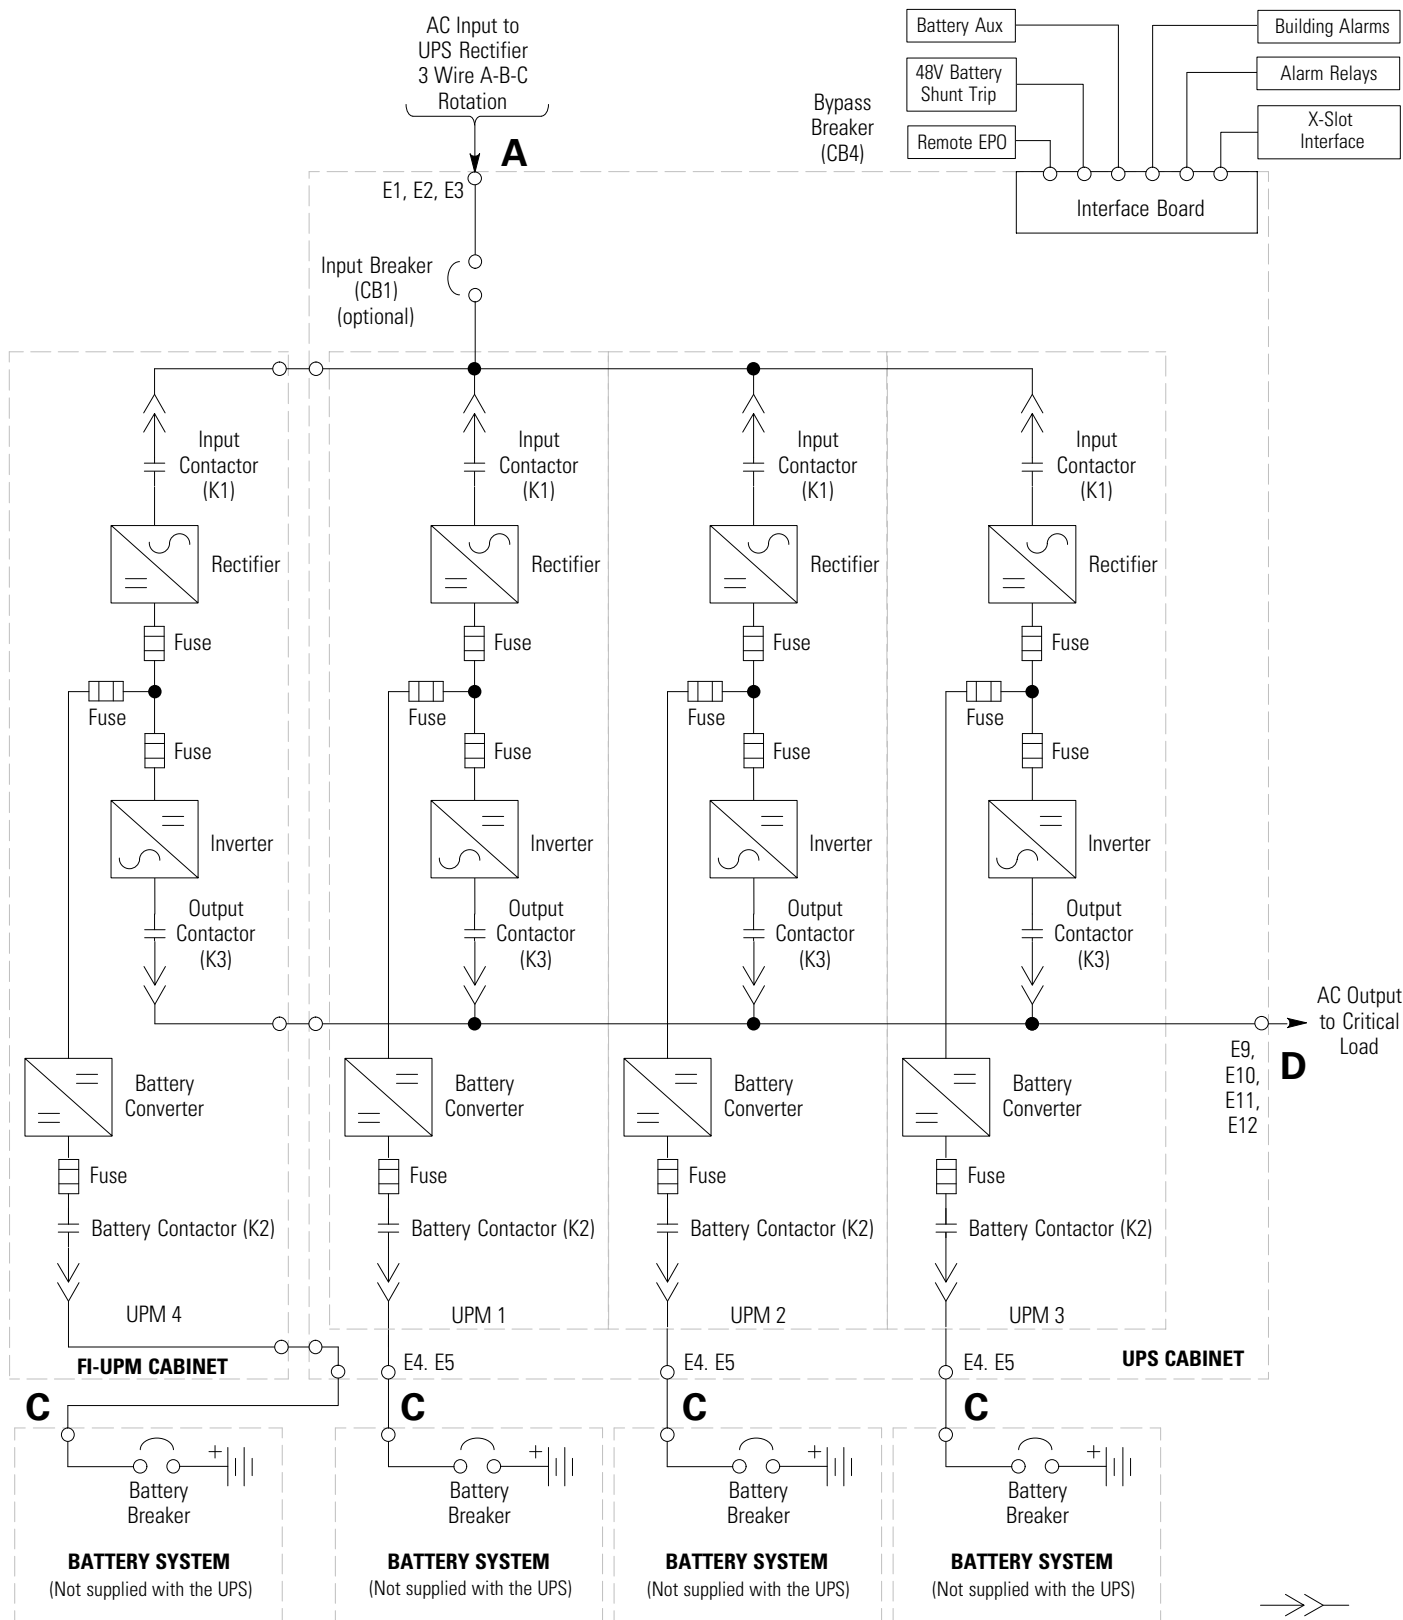 AC Input to
UPS Rectifier
3 Wire A-B-C
Rotation
A
E1, E2, E3
Bypass
Breaker
(CB4)
Battery Aux
48V Battery
Shunt Trip
Remote EPO
Building Alarms
Alarm Relays
X-Slot
Interface
Interface Board
Input Breaker
(CB1)
(optional)
Input
Contactor
(K1)
Input
Contactor
(K1)
Input
Contactor
(K1)
Input
Contactor
(K1)
Rectifier
Rectifier
Rectifier
Rectifier
Fuse
Fuse
Fuse
Fuse
Fuse
Fuse
Fuse
Fuse
Fuse
Fuse
Fuse
Fuse
Inverter
Inverter
Inverter
Inverter
Output
Contactor
(K3)
Output
Contactor
(K3)
Output
Contactor
(K3)
Output
Contactor
(K3)
AC Output
to Critical
Load
E9,
E10,
E11,
E12
D
Battery
Converter
Battery
Converter
Battery
Converter
Battery
Converter
Fuse
Fuse
Fuse
Fuse
Battery Contactor (K2)
Battery Contactor (K2)
Battery Contactor (K2)
Battery Contactor (K2)
UPM 4
UPM 1
UPM 2
UPM 3
FI-UPM CABINET
E4. E5
E4. E5
E4. E5
UPS CABINET
C
C
C
C
+
+
+
+
Battery
Breaker
Battery
Breaker
Battery
Breaker
Battery
Breaker
BATTERY SYSTEM
(Not supplied with the UPS)
BATTERY SYSTEM
(Not supplied with the UPS)
BATTERY SYSTEM
(Not supplied with the UPS)
BATTERY SYSTEM
(Not supplied with the UPS)